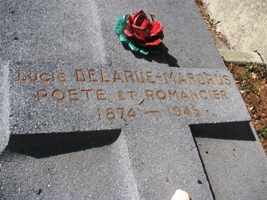 Lucie DELARUE-MARDRUS
POETE ET ROMANCIER
1874 — 1945